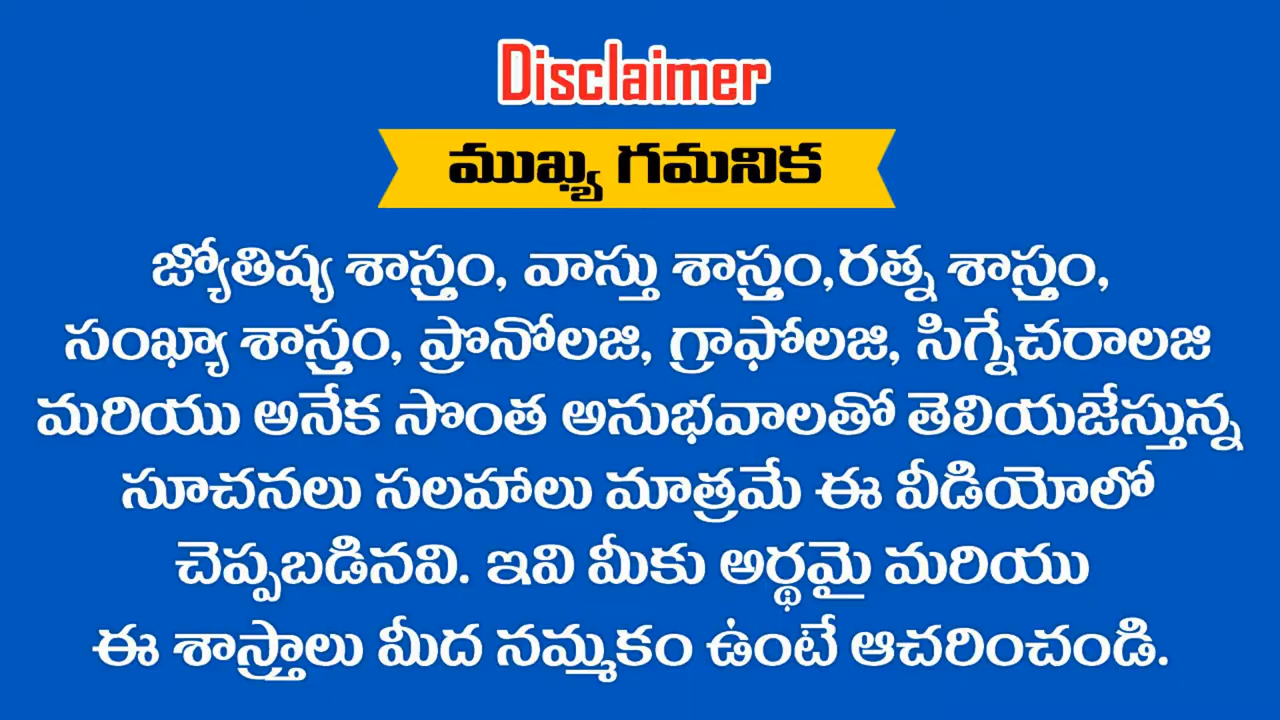 Disclaimer
ముఖ్య గమనిక
జ్యోతిష్య శాస్త్రం, వాస్తు శాస్త్రం,రత్న శాస్త్రం,
సంఖ్యా శాస్త్రం, ప్రొనోలజి, గ్రాఫోలజి, సిగ్నేచరాలజి
మరియు అనేక సొంత అనుభవాలతో తెలియజేస్తున్న
సూచనలు సలహాలు మాత్రమే ఈ వీడియోలో
చెప్పబడినవి. ఇవి మీకు అర్థమై మరియు
ఈ శాస్త్రాలు మీద నమ్మకం ఉంటే ఆచరించండి.